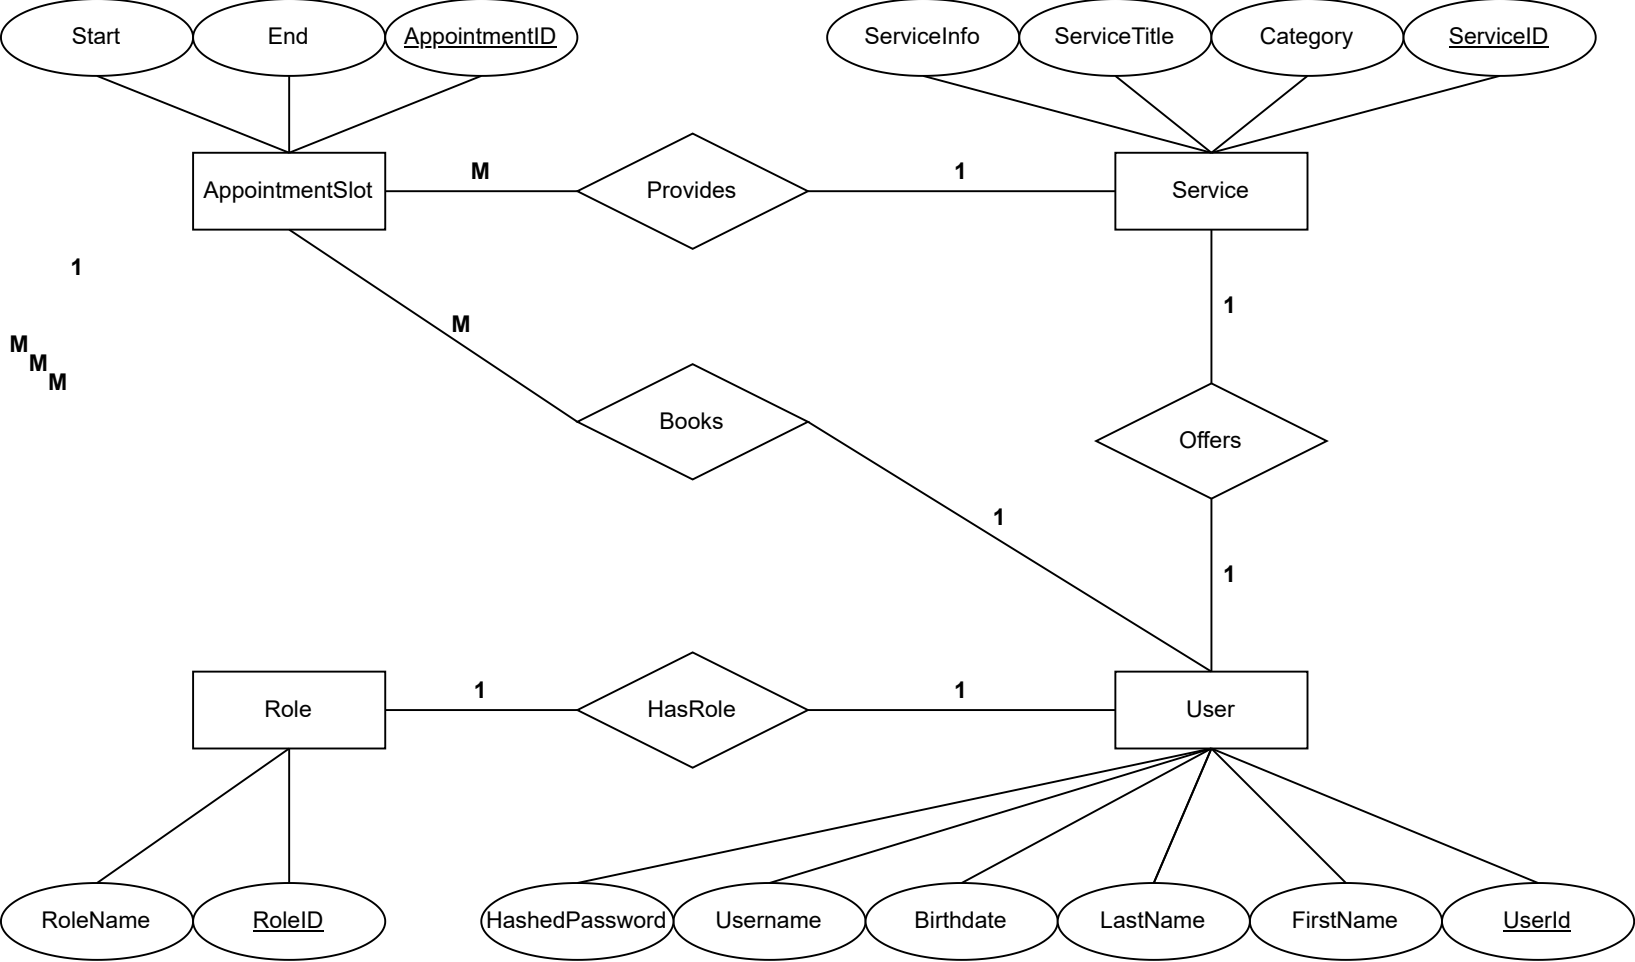 Start
End
AppointmentID
ServiceInfo
ServiceTitle
Category
ServiceID
AppointmentSlot
M
Provides
1
Service
1
1
M
M
M
M
Books
Offers
1
1
Role
1
HasRole
1
User
RoleName
RoleID
HashedPassword
Username
Birthdate
LastName
FirstName
UserId